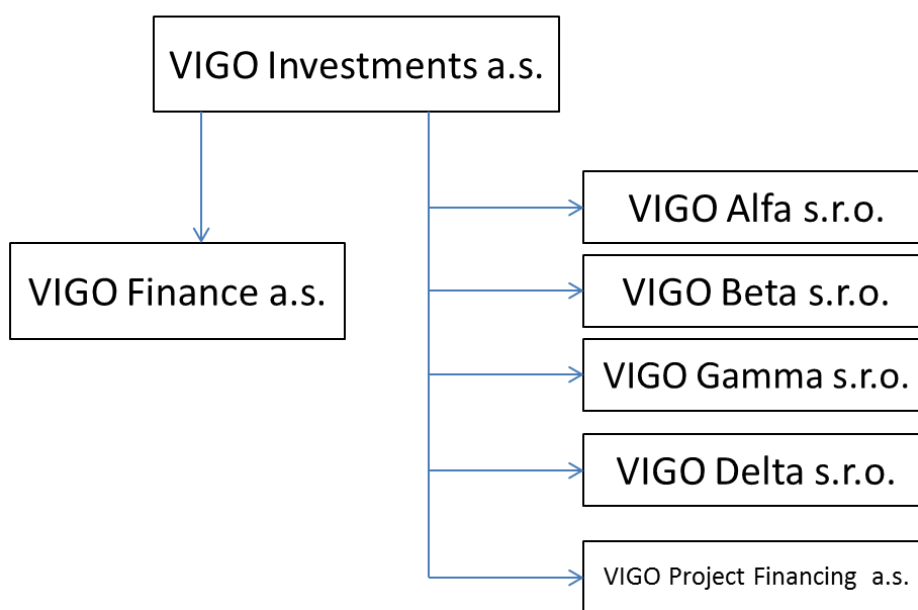 VIGO Investments a.s.
VIGO Alfa s.r.o.
VIGO Finance a.s.
VIGO Beta s.r.o.
VIGO Gamma s.r.o.
VIGO Delta s.r.o.
VIGO Project Financing a.s.